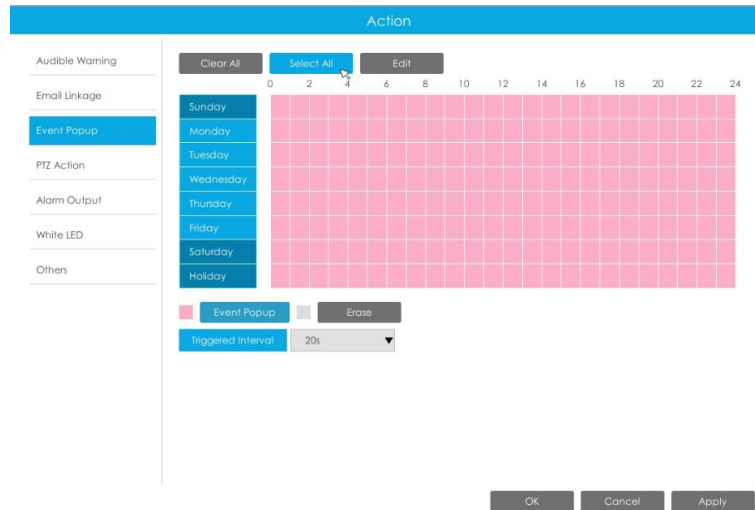 Action
Audible Warning
Email Linkage
Event Popup
PTZ Action
Alarm Output
White LED
Others
Clear All Select All Edit
0 2 4 6 8 10 12 14 16 18 20 22 24
Sunday
Monday
Tuesday
Wednesday
Thursday
Friday
Saturday
Holiday
Event Popup Erase
Triggered Interval 20s
OK Cancel Apply